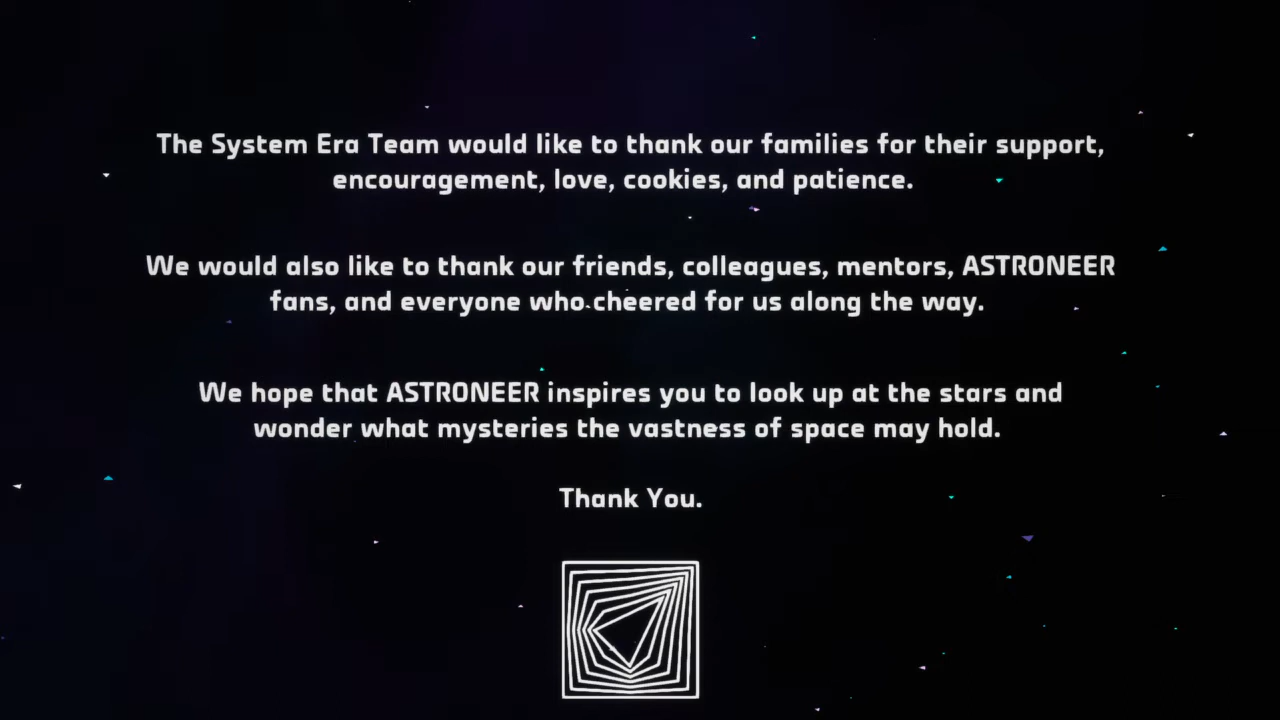 The System Era Team would like to thank our families for their support,
encouragement, love, cookies, and patience.
We would also like to thank our friends, colleagues, mentors, ASTRONEER
fans, and everyone who cheered for us along the way.
We hope that ASTRONEER inspires you to look up at the stars and
wonder what mysteries the vastness of space may hold.
Thank You.